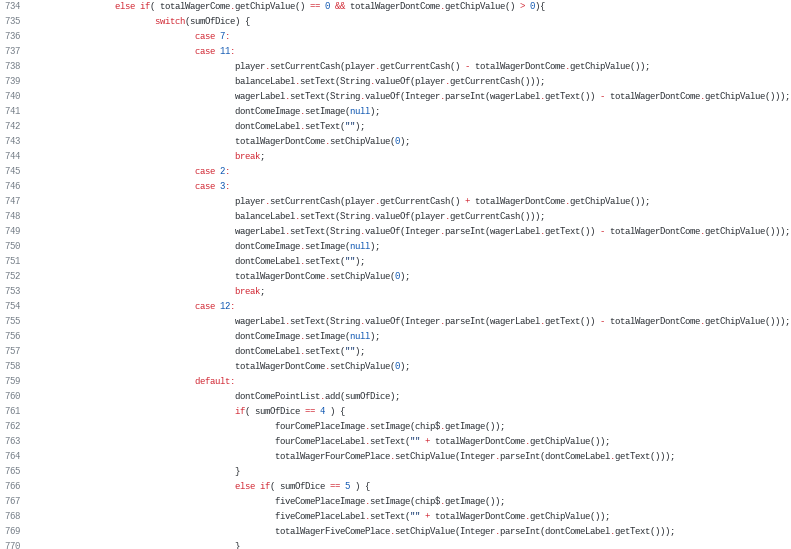 734 else if( totalWagerCome.getChipValue() == 0 && totalWagerDontCome.getChipValue() > 0){
735 switch(sumOfDice) {
736 case 7:
737 case 11:
738 player.setCurrentCash(player.getCurrentCash() - totalWagerDontCome.getChipValue());
739 balanceLabel.setText(String.valueOf(player.getCurrentCash()));
740 wagerLabel.setText(String.valueOf(Integer.parseInt(wagerLabel.getText()) - totalWagerDontCome.getChipValue()));
741 dontComeImage.setImage(null);
742 dontComeLabel.setText("");
743 totalWagerDontCome.setChipValue(0);
744 break;
745 case 2:
746 case 3:
747 player.setCurrentCash(player.getCurrentCash() + totalWagerDontCome.getChipValue());
748 balanceLabel.setText(String.valueOf(player.getCurrentCash()));
749 wagerLabel.setText(String.valueOf(Integer.parseInt(wagerLabel.getText()) - totalWagerDontCome.getChipValue()));
750 dontComeImage.setImage(null);
751 dontComeLabel.setText("");
752 totalWagerDontCome.setChipValue(0);
753 break;
754 case 12:
755 wagerLabel.setText(String.valueOf(Integer.parseInt(wagerLabel.getText()) - totalWagerDontCome.getChipValue()));
756 dontComeImage.setImage(null);
757 dontComeLabel.setText("");
758 totalWagerDontCome.setChipValue(0);
759 default:
760 dontComePointList.add(sumOfDice);
761 if( sumOfDice == 4 ) {
762 fourComePlaceImage.setImage(chip$.getImage());
763 fourComePlaceLabel.setText("" + totalWagerDontCome.getChipValue());
764 totalWagerFourComePlace.setChipValue(Integer.parseInt(dontComeLabel.getText()));
765 }
766 else if( sumOfDice == 5 ) {
767 fiveComePlaceImage.setImage(chip$.getImage());
768 fiveComePlaceLabel.setText("" + totalWagerDontCome.getChipValue());
769 totalWagerFiveComePlace.setChipValue(Integer.parseInt(dontComeLabel.getText()));
770 }